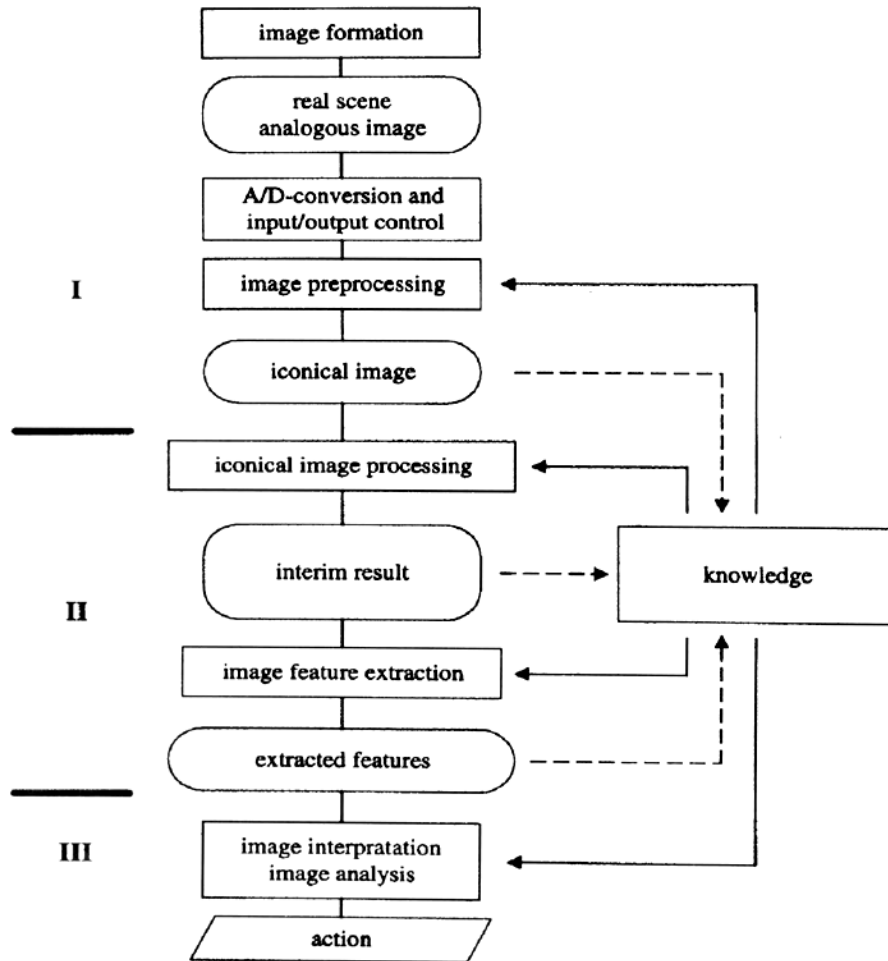 image formation
real scene
analogous image
A/D-conversion and
input/output control
I
image preprocessing
iconical image
iconical image processing
interim result
knowledge
II
image feature extraction
extracted features
III
image interpratation
image analysis
action